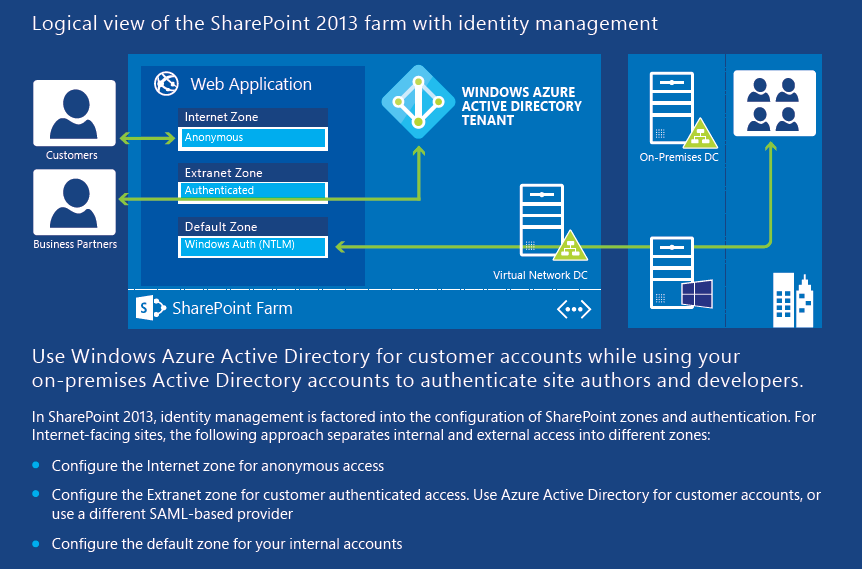 Logical view of the SharePoint 2013 farm with identity management
Web Application
Internet Zone
Anonymous
Extranet Zone
Authenticated
Default Zone
Windows Auth (NTLM)
Customers
Business Partners
WINDOWS AZURE
ACTIVE DIRECTORY
TENANT
Virtual Network DC
On-Premises DC
S
SharePoint Farm
Use Windows Azure Active Directory for customer accounts while using your
on-premises Active Directory accounts to authenticate site authors and developers.
In SharePoint 2013, identity management is factored into the configuration of SharePoint zones and authentication. For
Internet-facing sites, the following approach separates internal and external access into different zones:
• Configure the Internet zone for anonymous access
• Configure the Extranet zone for customer authenticated access. Use Azure Active Directory for customer accounts, or
use a different SAML-based provider
• Configure the default zone for your internal accounts